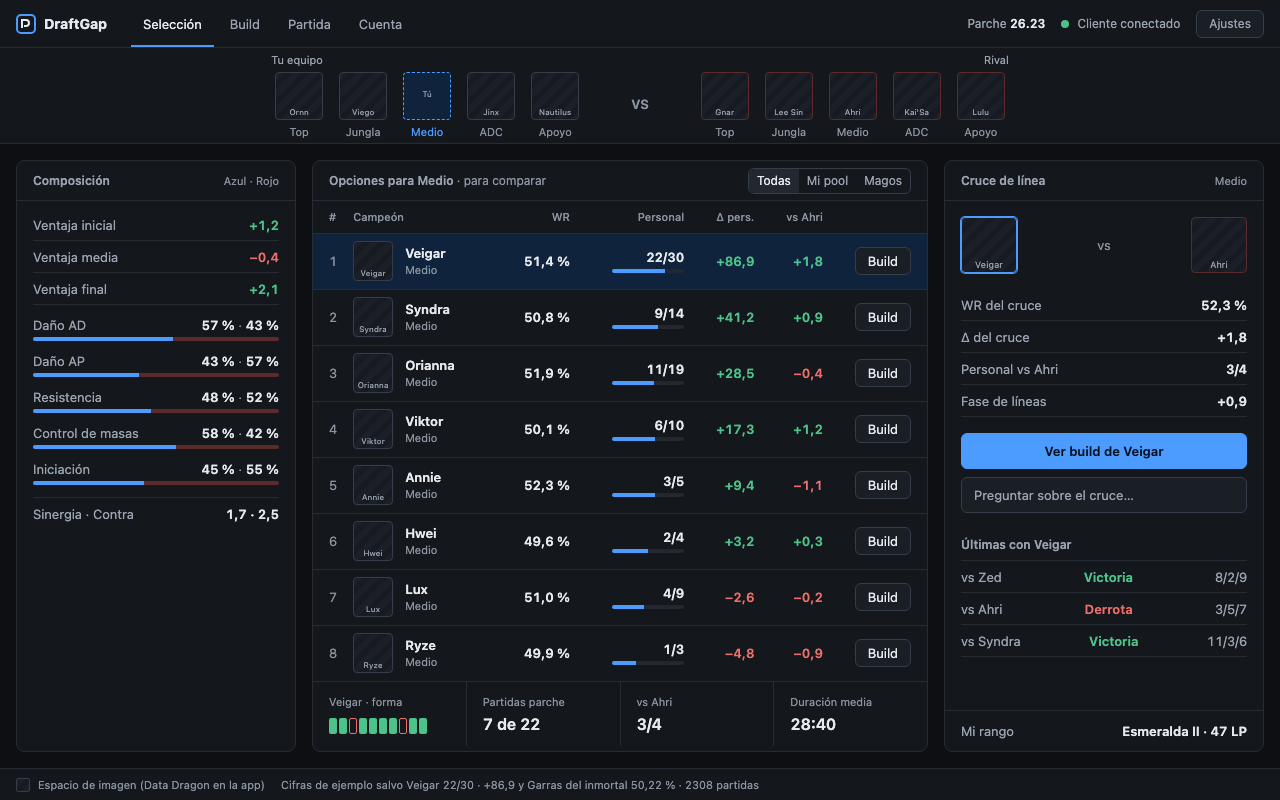 DraftGap
Selección
Build
Partida
Cuenta
Parche 26.23
Cliente conectado
Ajustes
Tu equipo
Rival
Ornn
Viego
Tú
Jinx
Nautilus
VS
Gnar
Lee Sin
Ahri
Kai'Sa
Lulu
Top
Jungla
Medio
ADC
Apoyo
Top
Jungla
Medio
ADC
Apoyo
Composición
Azul · Rojo
Ventaja inicial +1,2
Ventaja media −0,4
Ventaja final +2,1
Daño AD 57 % · 43 %
Daño AP 43 % · 57 %
Resistencia 48 % · 52 %
Control de masas 58 % · 42 %
Iniciación 45 % · 55 %
Sinergia · Contra 1,7 · 2,5
Opciones para Medio · para comparar
Todas
Mi pool
Magos
# Campeón WR Personal Δ pers. vs Ahri
1 Veigar Veigar 51,4 % 22/30 +86,9 +1,8 Build
Medio
2 Syndra Syndra 50,8 % 9/14 +41,2 +0,9 Build
Medio
3 Orianna Orianna 51,9 % 11/19 +28,5 −0,4 Build
Medio
4 Viktor Viktor 50,1 % 6/10 +17,3 +1,2 Build
Medio
5 Annie Annie 52,3 % 3/5 +9,4 −1,1 Build
Medio
6 Hwei Hwei 49,6 % 2/4 +3,2 +0,3 Build
Medio
7 Lux Lux 51,0 % 4/9 −2,6 −0,2 Build
Medio
8 Ryze Ryze 49,9 % 1/3 −4,8 −0,9 Build
Medio
Veigar · forma
Partidas parche
7 de 22
vs Ahri
3/4
Duración media
28:40
Cruce de línea
Medio
Veigar
VS
Ahri
WR del cruce 52,3 %
Δ del cruce +1,8
Personal vs Ahri 3/4
Fase de líneas +0,9
Ver build de Veigar
Preguntar sobre el cruce…
Últimas con Veigar
vs Zed Victoria 8/2/9
vs Ahri Derrota 3/5/7
vs Syndra Victoria 11/3/6
Mi rango Esmeralda II · 47 LP
Espacio de imagen (Data Dragon en la app)
Cifras de ejemplo salvo Veigar 22/30 · +86,9 y Garras del inmortal 50,22 % · 2308 partidas